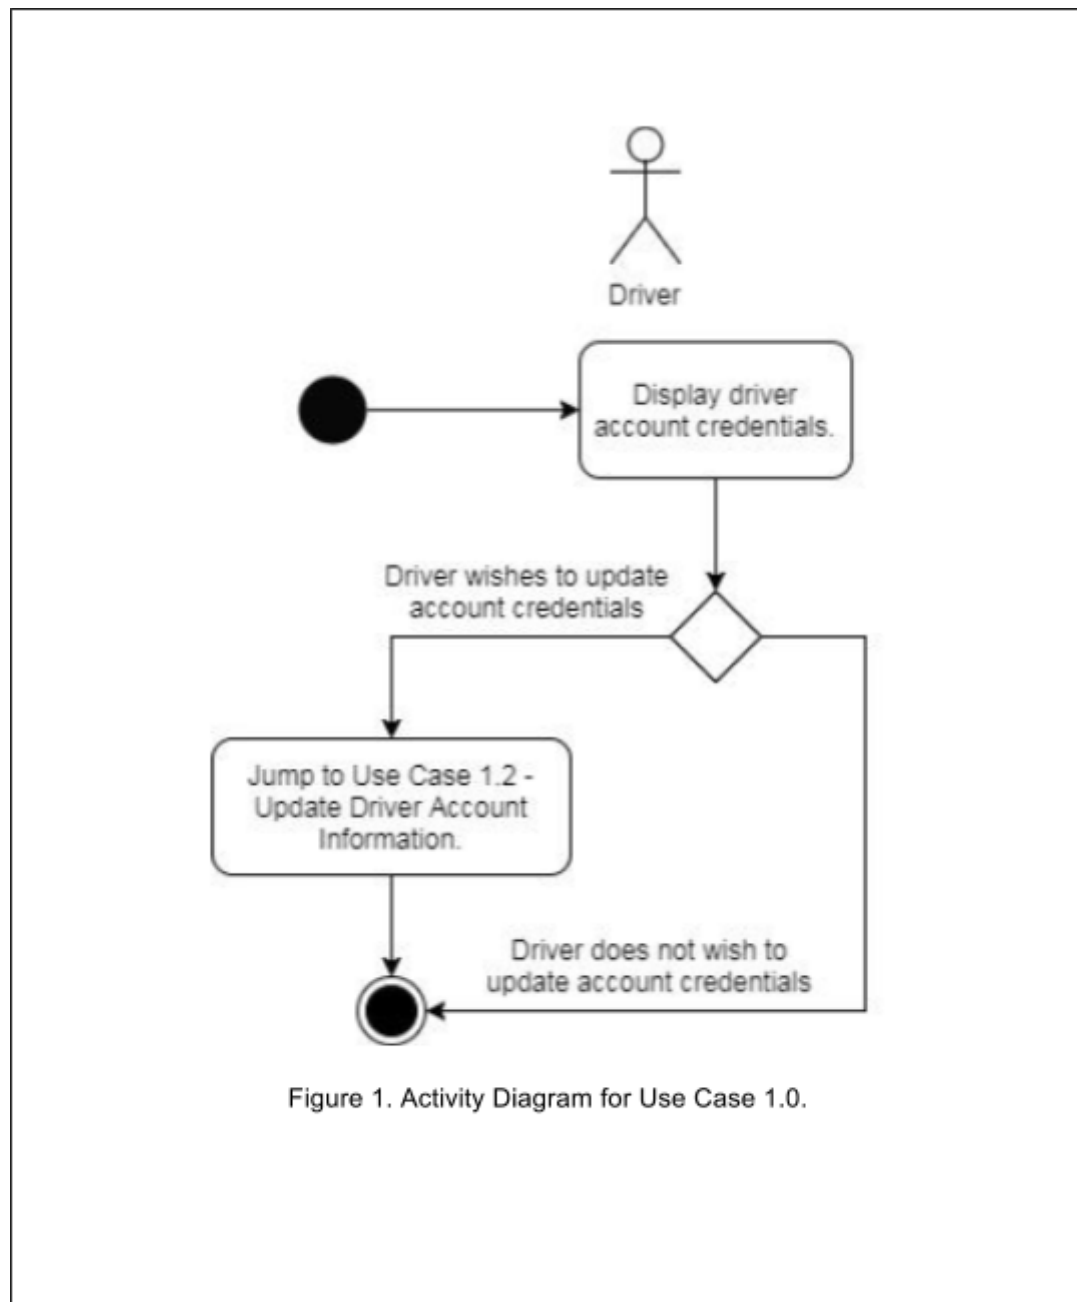 Driver
Display driver
account credentials.
Driver wishes to update
account credentials
Jump to Use Case 1.2 -
Update Driver Account
Information.
Driver does not wish to
update account credentials
Figure 1. Activity Diagram for Use Case 1.0.